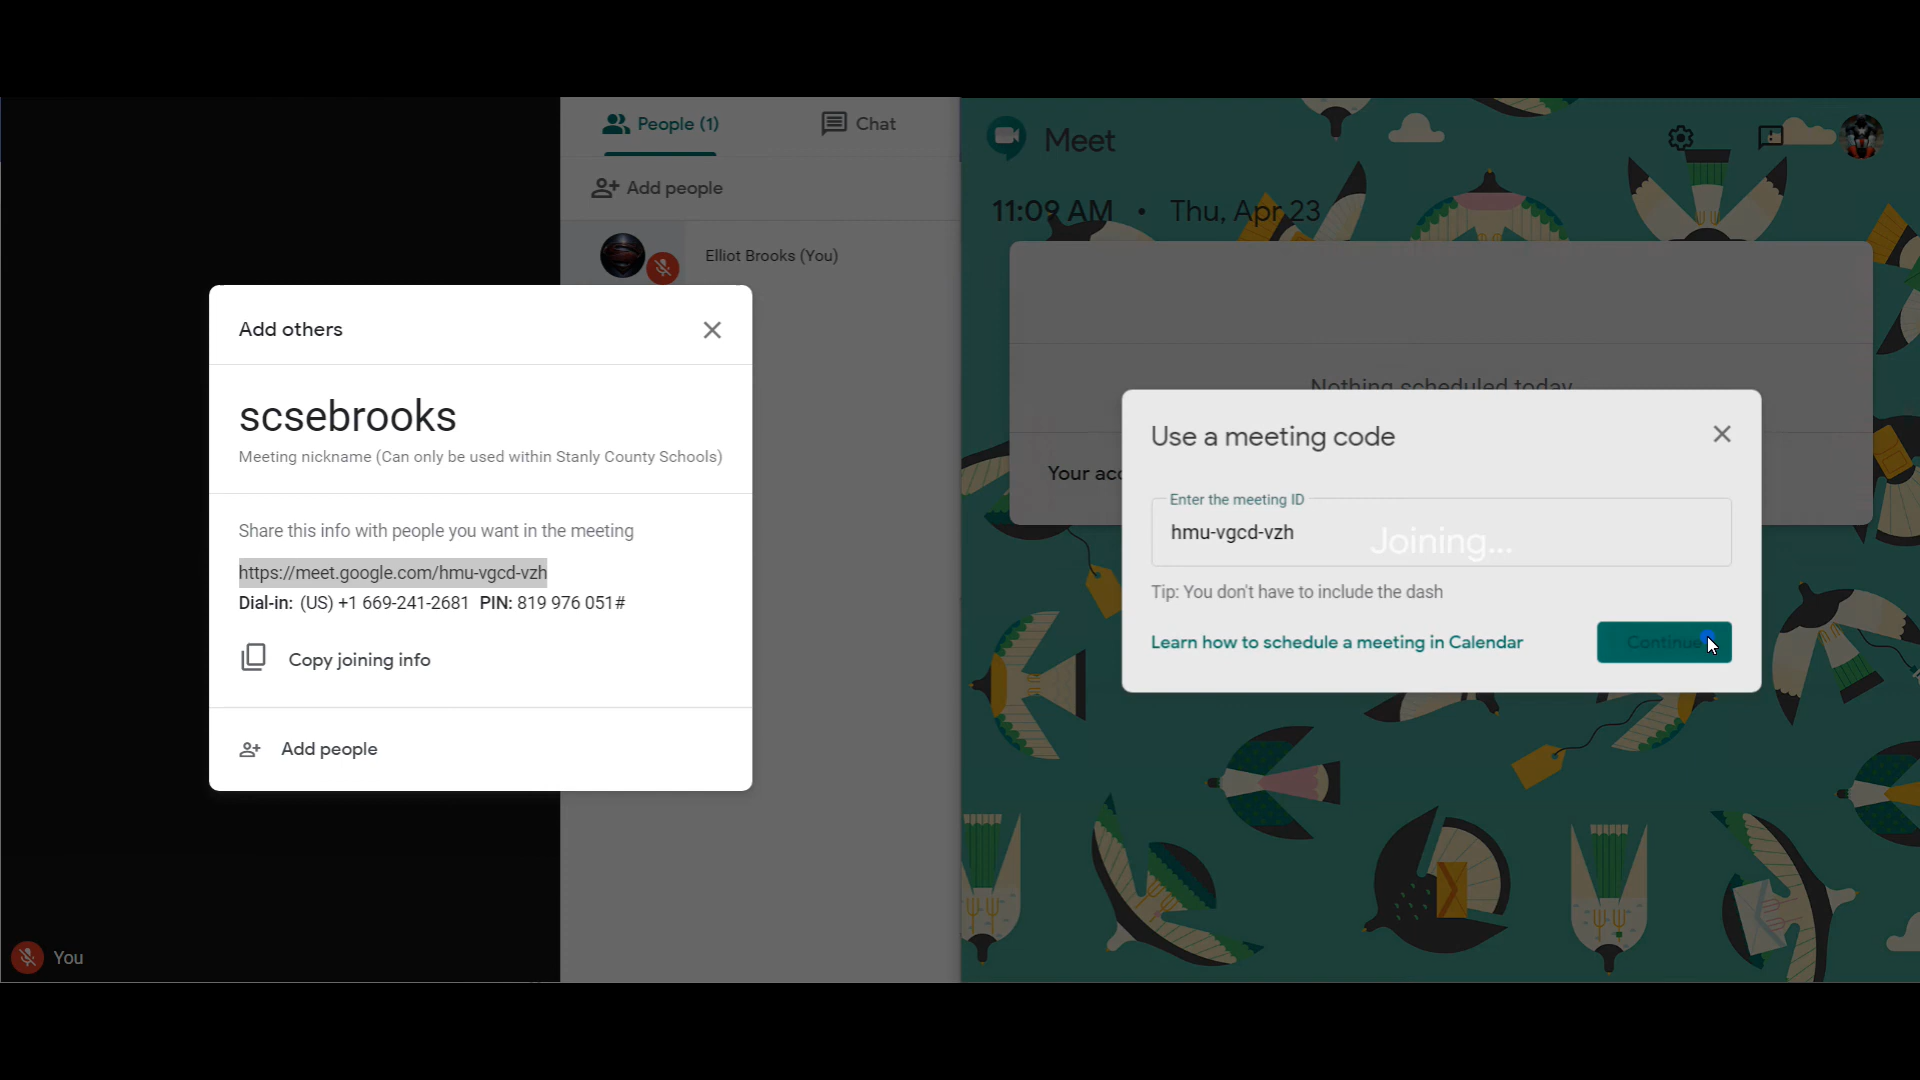 People (1)
Chat
Add people
Elliot Brooks (You)
Add others
scsebrooks
Meeting nickname (Can only be used within Stanly County Schools)
Share this info with people you want in the meeting
https://meet.google.com/hmu-vgcd-vzh
Dial-in: (US) +1 669-241-2681 PIN: 819 976 051#
Copy joining info
Add people
You
Meet
11:09 AM • Thu, Apr 23
Nothing scheduled today
Your acc
Use a meeting code
Enter the meeting ID
hmu-vgcd-vzh
Joining...
Tip: You don't have to include the dash
Learn how to schedule a meeting in Calendar
Continue